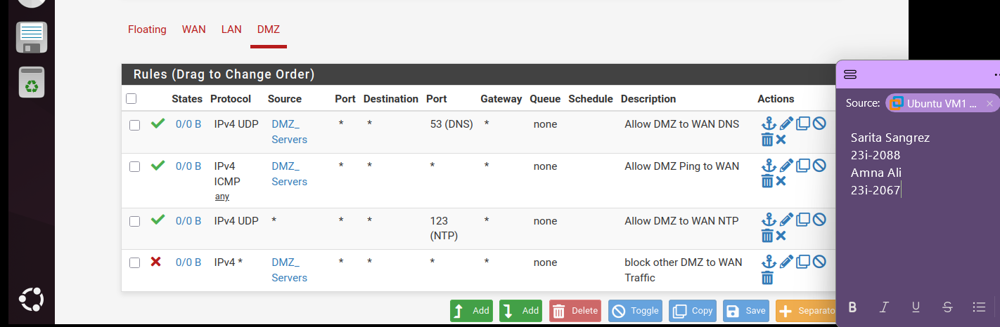 Floating WAN LAN DMZ
Rules (Drag to Change Order)
States Protocol Source Port Destination Port Gateway Queue Schedule Description Actions
0/0 B IPv4 UDP DMZ_ * * 53 (DNS) * none Allow DMZ to WAN DNS
Servers
0/0 B IPv4 DMZ_ * * * * none Allow DMZ Ping to WAN
ICMP Servers
any
0/0 B IPv4 UDP * * * 123 * none Allow DMZ to WAN NTP
(NTP)
0/0 B IPv4 * DMZ_ * * * * none block other DMZ to WAN
Servers Traffic
Add Add Delete Toggle Copy Save Separato
Source: Ubuntu VM1 ...
Sarita Sangrez
23i-2088
Amna Ali
23i-2067
B I U S